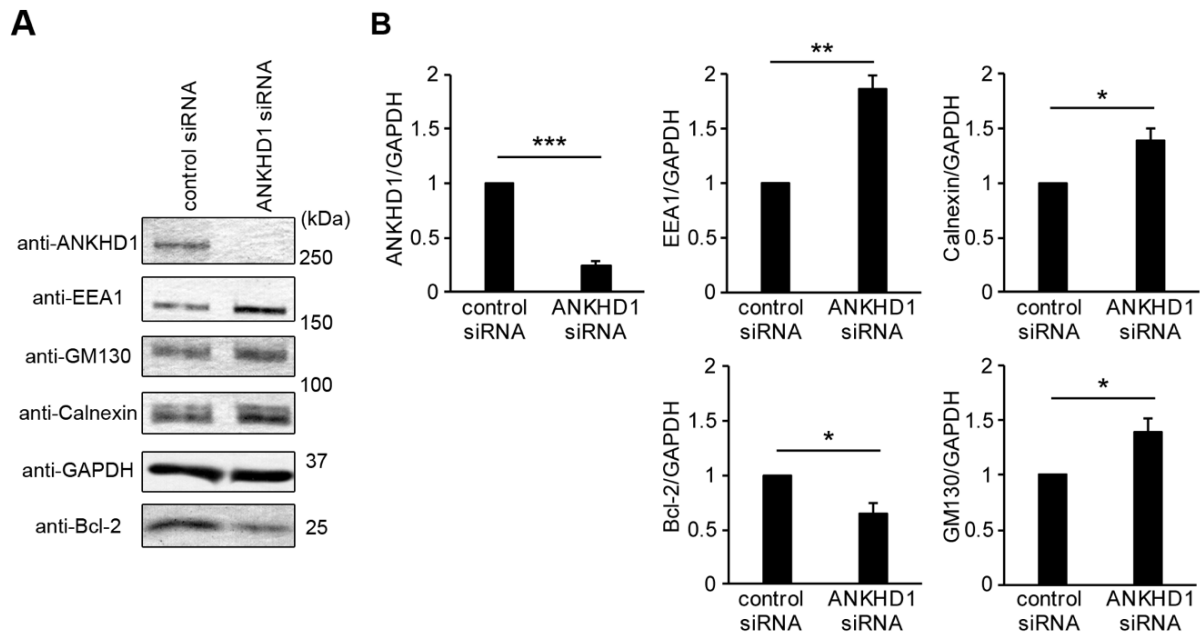 A
control siRNA
ANKHD1 siRNA
(kDa)
anti-ANKHD1
250
anti-EEA1
150
anti-GM130
100
anti-Calnexin
anti-GAPDH
37
anti-Bcl-2
25
B
ANKHD1/GAPDH
2
1.5
1
0.5
0
***
control
siRNA
ANKHD1
siRNA
EEA1/GAPDH
2
1.5
1
0.5
0
**
control
siRNA
ANKHD1
siRNA
Calnexin/GAPDH
2
1.5
1
0.5
0
*
control
siRNA
ANKHD1
siRNA
Bcl-2/GAPDH
2
1.5
1
0.5
0
*
control
siRNA
ANKHD1
siRNA
GM130/GAPDH
2
1.5
1
0.5
0
*
control
siRNA
ANKHD1
siRNA